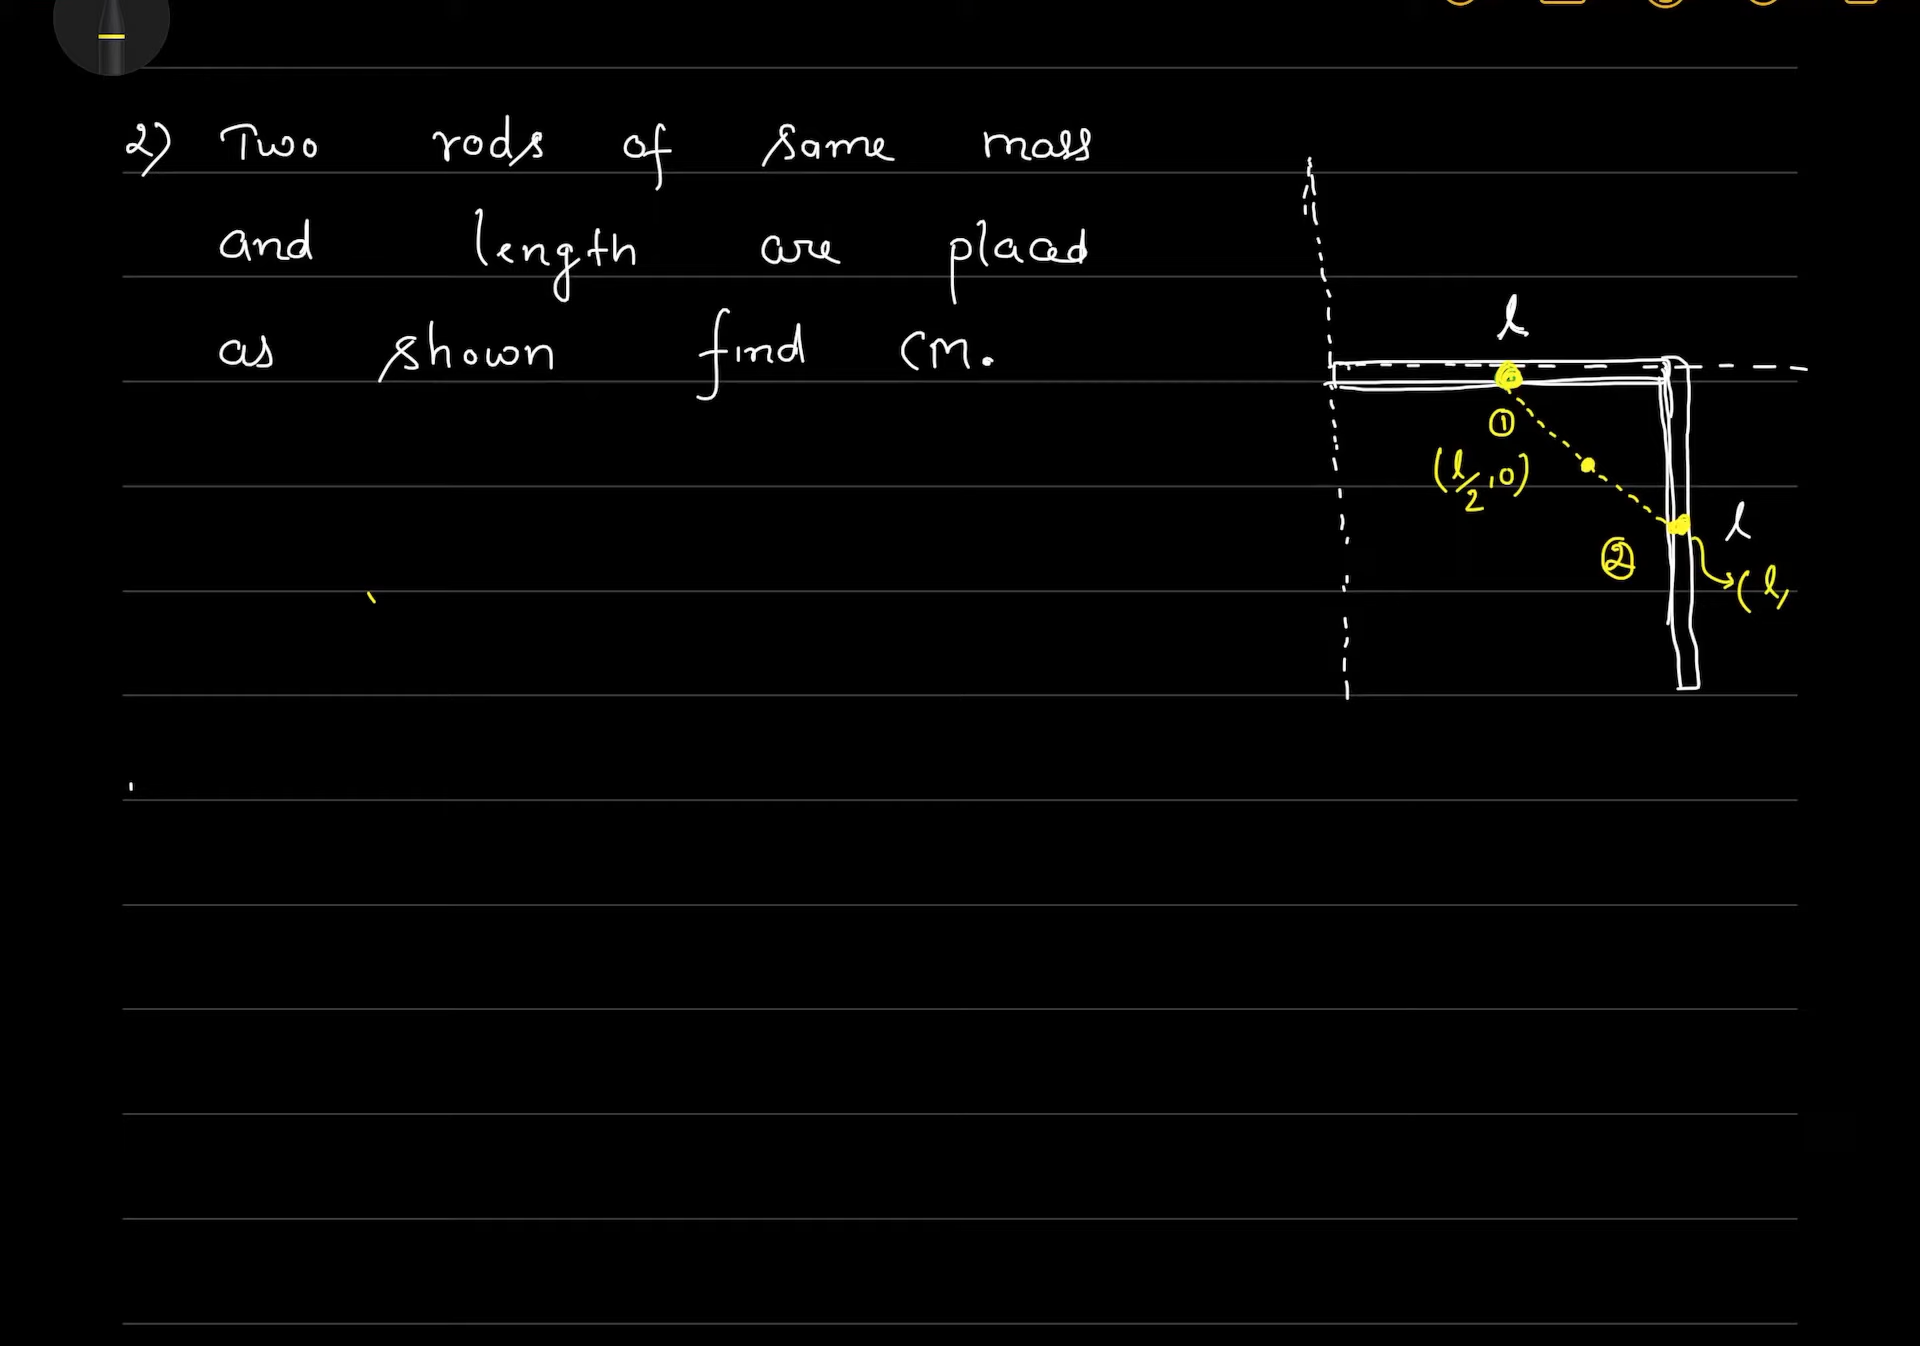 2) Two rods of same mass
and length are placed
as shown find CM.
l
①
(l/2, 0)
l
②
(l,